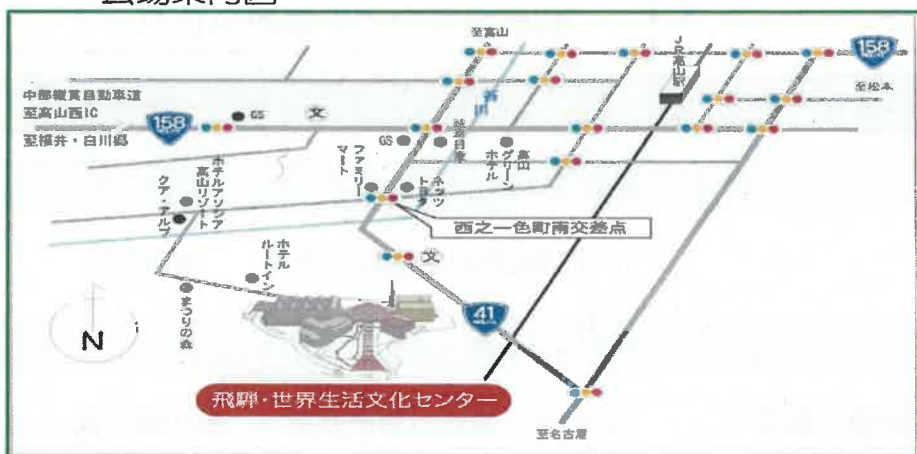 至高山
JR高山駅
158
至松本
中部縦貫自動車道
至高山西IC
158
GS
文
至福井・白川郷
GS
高山
グリーン
ホテル
ファミリー
マート
ネッツ
トヨタ
ホテルアソシア
高山リゾート
クア・アルプ
西之一色町南交差点
文
ホテル
ルートイン
まつりの森
41
N
飛騨・世界生活文化センター
至名古屋